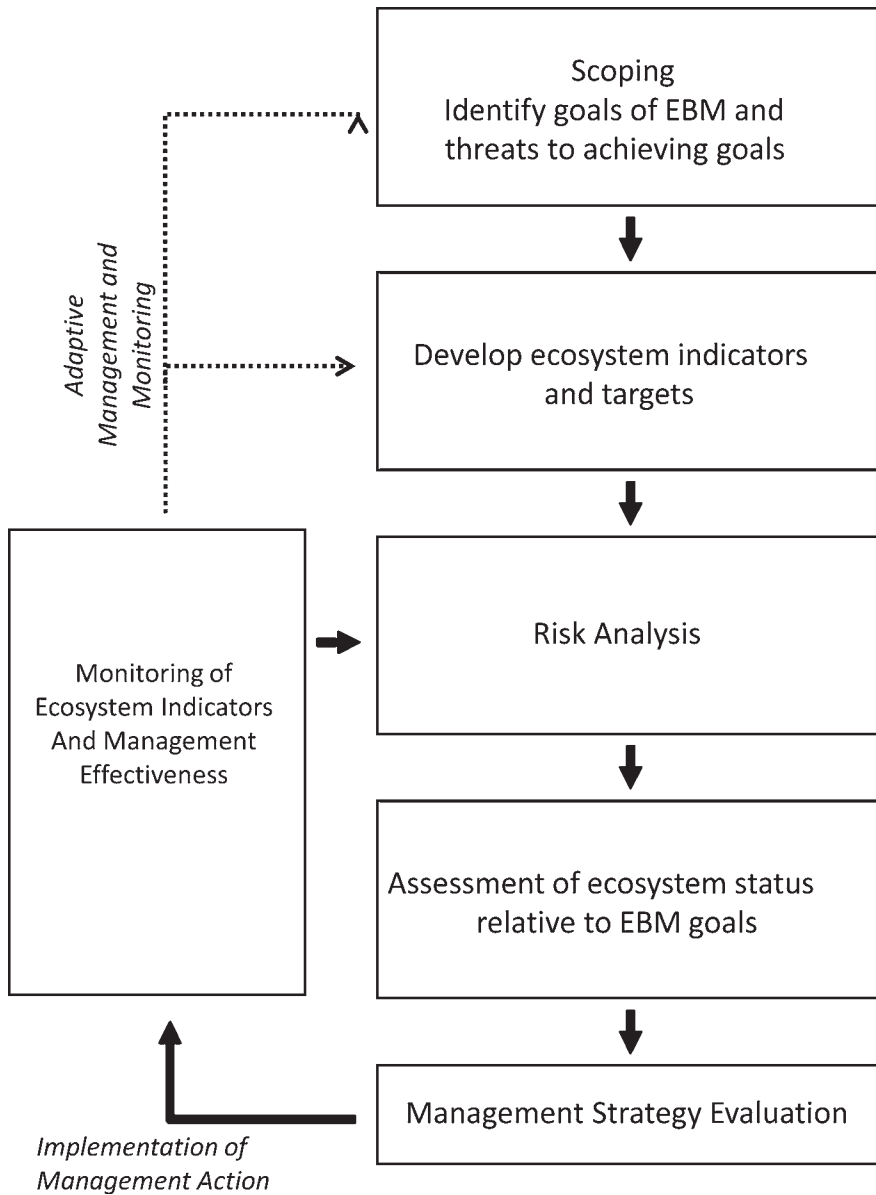 Scoping
Identify goals of EBM and
threats to achieving goals
Adaptive
Management and
Monitoring
Develop ecosystem indicators
and targets
Risk Analysis
Monitoring of
Ecosystem Indicators
And Management
Effectiveness
Assessment of ecosystem status
relative to EBM goals
Management Strategy Evaluation
Implementation of
Management Action